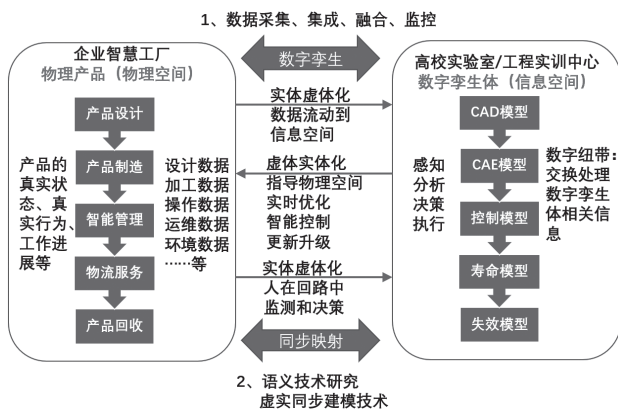 1、数据采集、集成、融合、监控
数字孪生
企业智慧工厂
物理产品（物理空间）
产品设计
产品制造
智能管理
物流服务
产品回收
产品的
真实状
态、真
实行为、
工作进
展等
设计数据
加工数据
操作数据
运维数据
环境数据
……等
实体虚体化
数据流动到
信息空间
虚体实体化
指导物理空间
实时优化
智能控制
更新升级
实体虚体化
人在回路中
监测和决策
高校实验室/工程实训中心
数字孪生体（信息空间）
CAD模型
CAE模型
控制模型
寿命模型
失效模型
感知
分析
决策
执行
数字纽带：
交换处理
数字孪生
体相关信
息
同步映射
2、语义技术研究
虚实同步建模技术